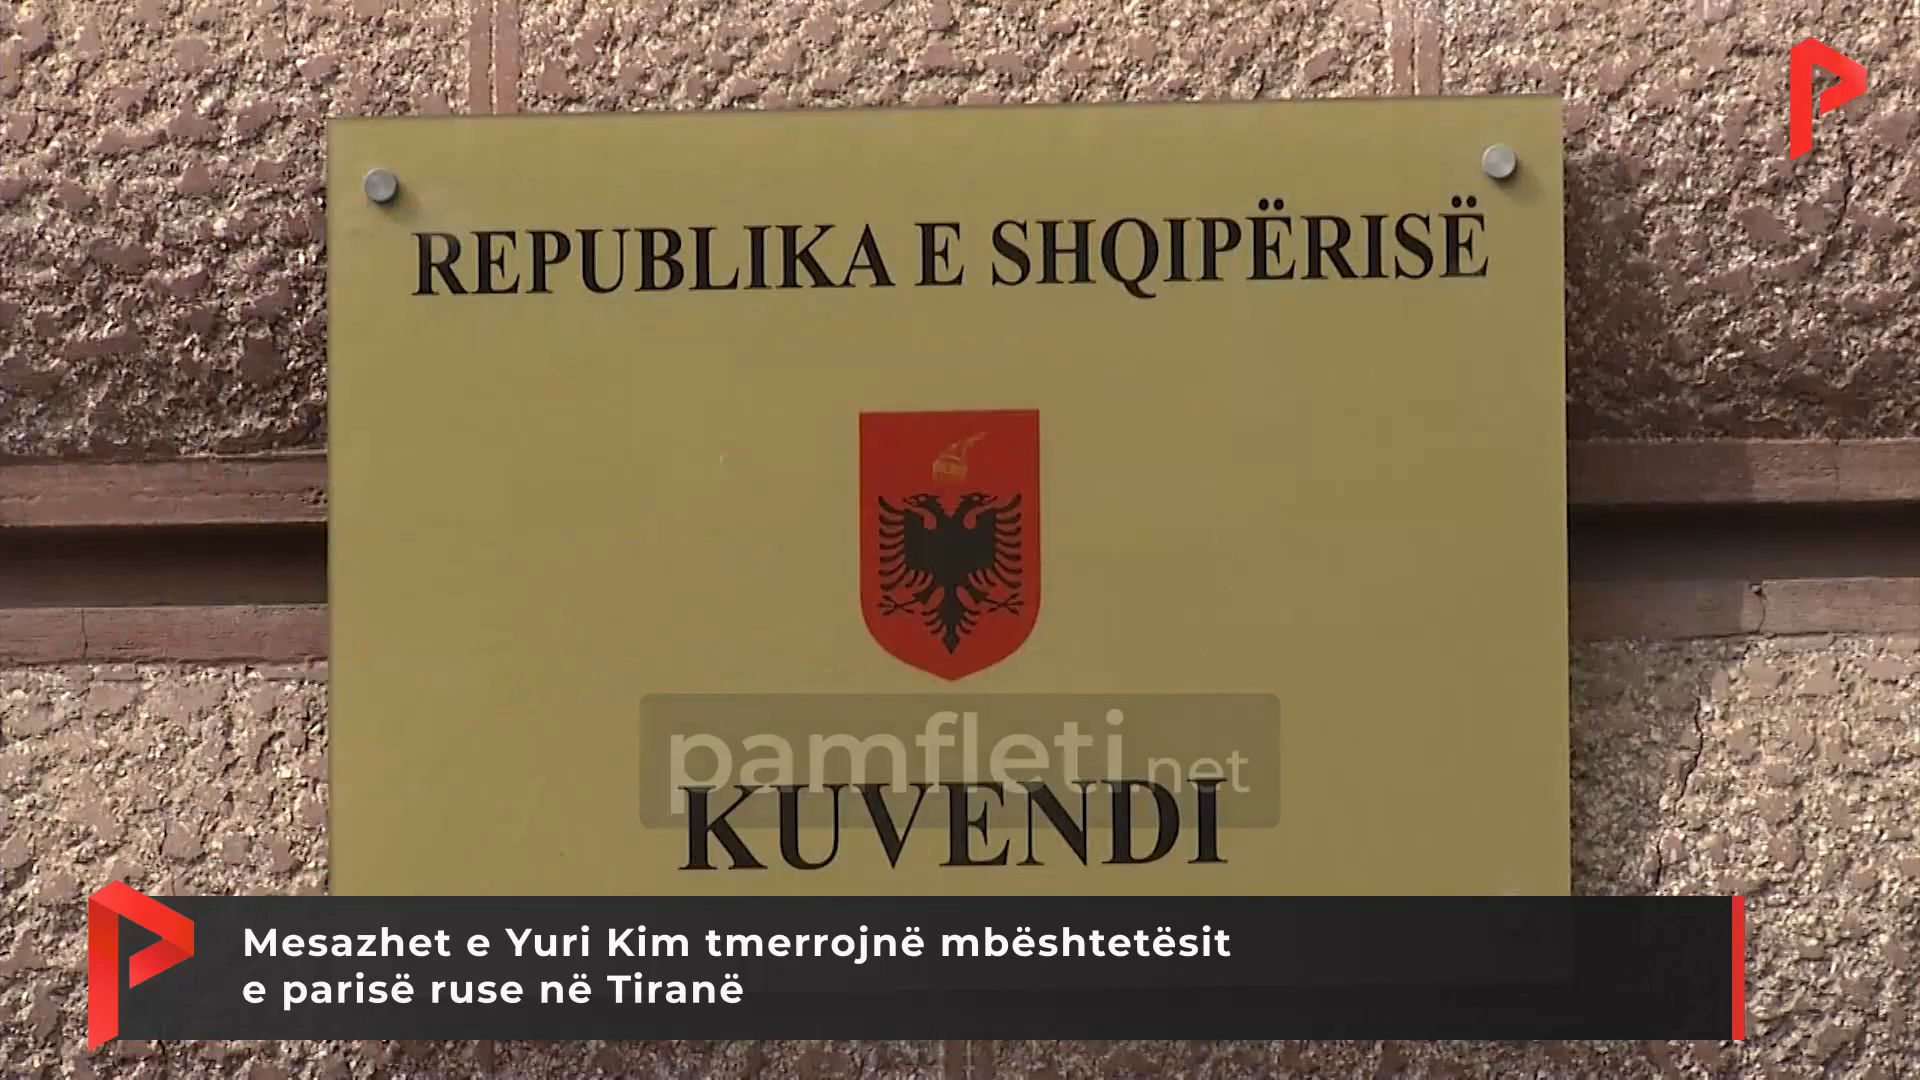 REPUBLIKA E SHQIPËRISË
pamfleti.net
KUVENDI
Mesazhet e Yuri Kim tmerrojnë mbështetësit
e parisë ruse në Tiranë